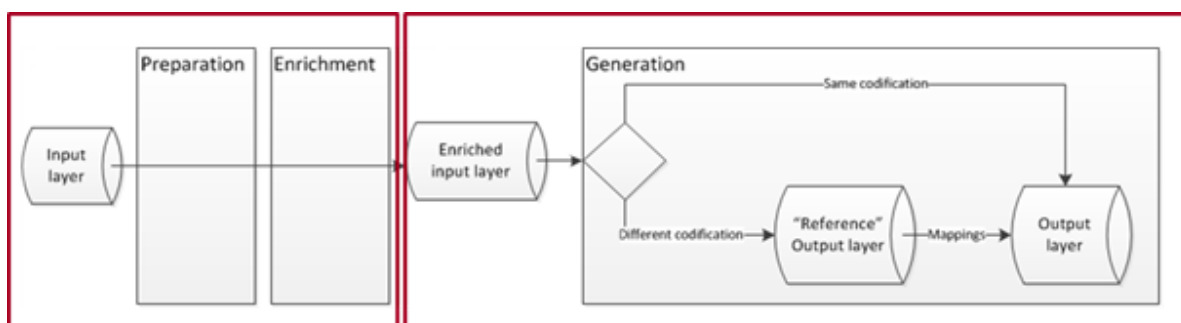 Preparation
Enrichment
Generation
Same codification
Input
layer
Enriched
input layer
Different codification
“Reference”
Output layer
Mappings
Output
layer